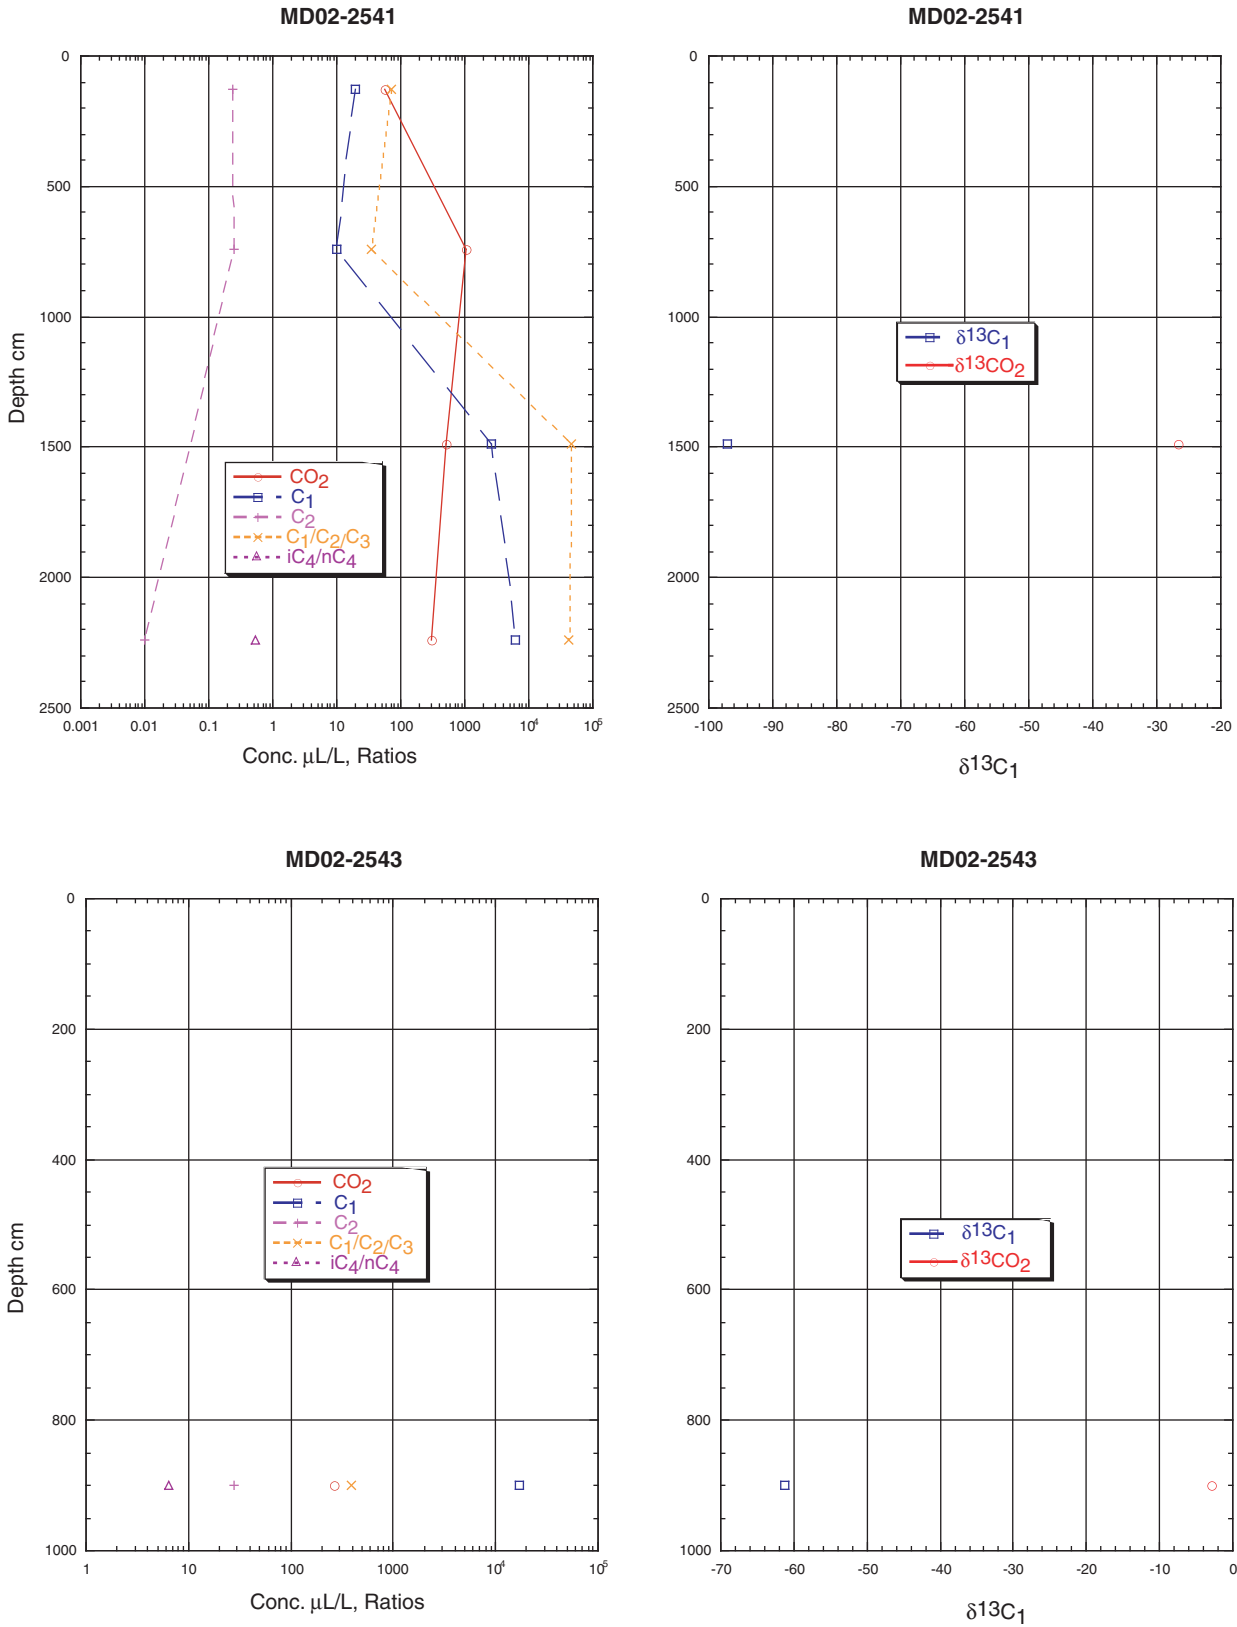 MD02-2541
MD02-2541
0
500
1000
1500
2000
2500
Depth cm
CO2
C1
C2
C1/C2/C3
iC4/nC4
0.001 0.01 0.1 1 10 100 1000 10⁴ 10⁵
Conc. µL/L, Ratios
0
500
1000
1500
2000
2500
δ13C1
δ13CO2
-100 -90 -80 -70 -60 -50 -40 -30 -20
δ13C1
MD02-2543
MD02-2543
0
200
400
600
800
1000
Depth cm
CO2
C1
C2
C1/C2/C3
iC4/nC4
1 10 100 1000 10⁴ 10⁵
Conc. µL/L, Ratios
0
200
400
600
800
1000
δ13C1
δ13CO2
-70 -60 -50 -40 -30 -20 -10 0
δ13C1